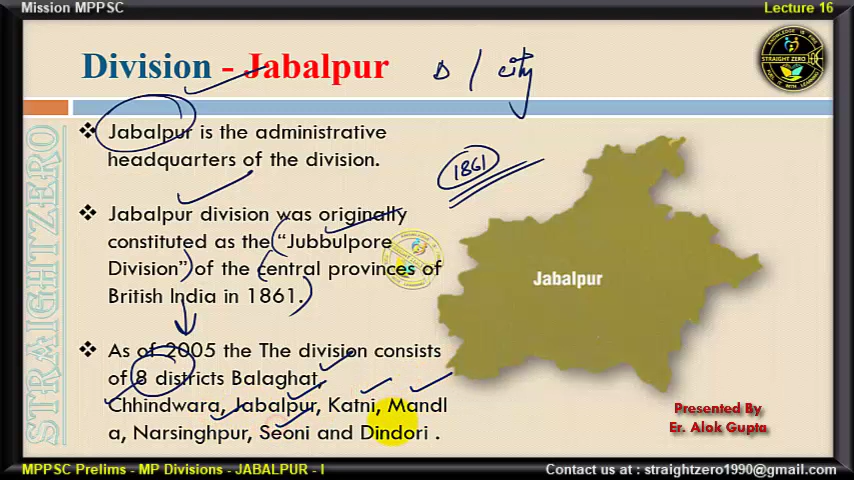 Mission MPPSC
Lecture 16
Division - Jabalpur
D / city
STRAIGHT ZERO
Jabalpur is the administrative
headquarters of the division.
1861
Jabalpur division was originally
constituted as the “Jubbulpore
Division” of the central provinces of
British India in 1861.
As of 2005 the The division consists
of 8 districts Balaghat,
Chhindwara, Jabalpur, Katni, Mandl
a, Narsinghpur, Seoni and Dindori .
Jabalpur
STRAIGHTZERO
Presented By
Er. Alok Gupta
MPPSC Prelims - MP Divisions - JABALPUR - I
Contact us at : straightzero1990@gmail.com